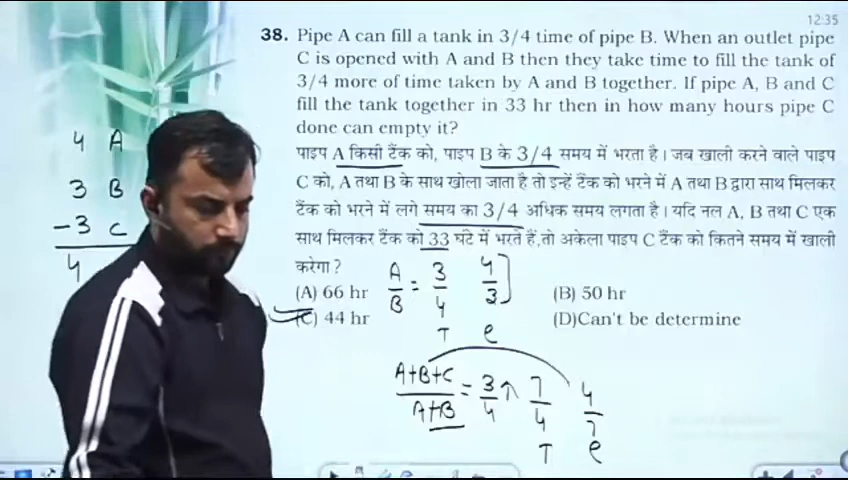 12:35
38. Pipe A can fill a tank in 3/4 time of pipe B. When an outlet pipe
C is opened with A and B then they take time to fill the tank of
3/4 more of time taken by A and B together. If pipe A, B and C
fill the tank together in 33 hr then in how many hours pipe C
done can empty it?
पाइप A किसी टैंक को, पाइप B के 3/4 समय में भरता है। जब खाली करने वाले पाइप
C को, A तथा B के साथ खोला जाता है तो इन्हें टैंक को भरने में A तथा B द्वारा साथ मिलकर
टैंक को भरने में लगे समय का 3/4 अधिक समय लगता है। यदि नल A, B तथा C एक
साथ मिलकर टैंक को 33 घंटे में भरते हैं,तो अकेला पाइप C टैंक को कितने समय में खाली
करेगा ?
(A) 66 hr (B) 50 hr
(C) 44 hr (D)Can't be determine
4 A
3 B
-3 C
4
A/B = 3/4 4/3]
T e
A+B+C/A+B = 3/4↑ 7/4 4/7
T e